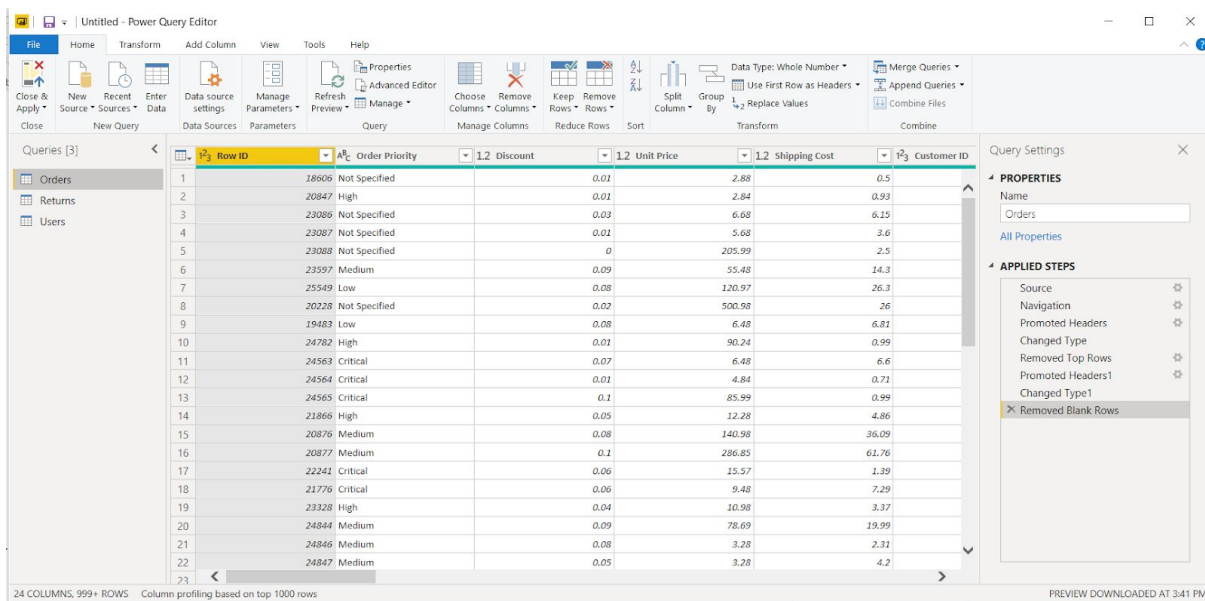 Untitled - Power Query Editor
File Home Transform Add Column View Tools Help
Close & Apply
New Source
Recent Sources
Enter Data
Data source settings
Manage Parameters
Refresh Preview
Properties
Advanced Editor
Manage
Choose Columns
Remove Columns
Keep Rows
Remove Rows
Split Column
Group By
Data Type: Whole Number
Use First Row as Headers
Replace Values
Merge Queries
Append Queries
Combine Files
Close New Query Data Sources Parameters Query Manage Columns Reduce Rows Sort Transform Combine
Queries [3]
Orders
Returns
Users
Row ID Order Priority 1.2 Discount 1.2 Unit Price 1.2 Shipping Cost Customer ID
1 18606 Not Specified 0.01 2.88 0.5
2 20847 High 0.01 2.84 0.93
3 23086 Not Specified 0.03 6.68 6.15
4 23087 Not Specified 0.01 5.68 3.6
5 23088 Not Specified 0 205.99 2.5
6 23597 Medium 0.09 55.48 14.3
7 25549 Low 0.08 120.97 26.3
8 20228 Not Specified 0.02 500.98 26
9 19483 Low 0.08 6.48 6.81
10 24782 High 0.01 90.24 0.99
11 24563 Critical 0.07 6.48 6.6
12 24564 Critical 0.01 4.84 0.71
13 24565 Critical 0.1 85.99 0.99
14 21866 High 0.05 12.28 4.86
15 20876 Medium 0.08 140.98 36.09
16 20877 Medium 0.1 286.85 61.76
17 22241 Critical 0.06 15.57 1.39
18 21776 Critical 0.06 9.48 7.29
19 23328 High 0.04 10.98 3.37
20 24844 Medium 0.09 78.69 19.99
21 24846 Medium 0.08 3.28 2.31
22 24847 Medium 0.05 3.28 4.2
23
Query Settings
PROPERTIES
Name
Orders
All Properties
APPLIED STEPS
Source
Navigation
Promoted Headers
Changed Type
Removed Top Rows
Promoted Headers1
Changed Type1
Removed Blank Rows
24 COLUMNS, 999+ ROWS Column profiling based on top 1000 rows PREVIEW DOWNLOADED AT 3:41 PM